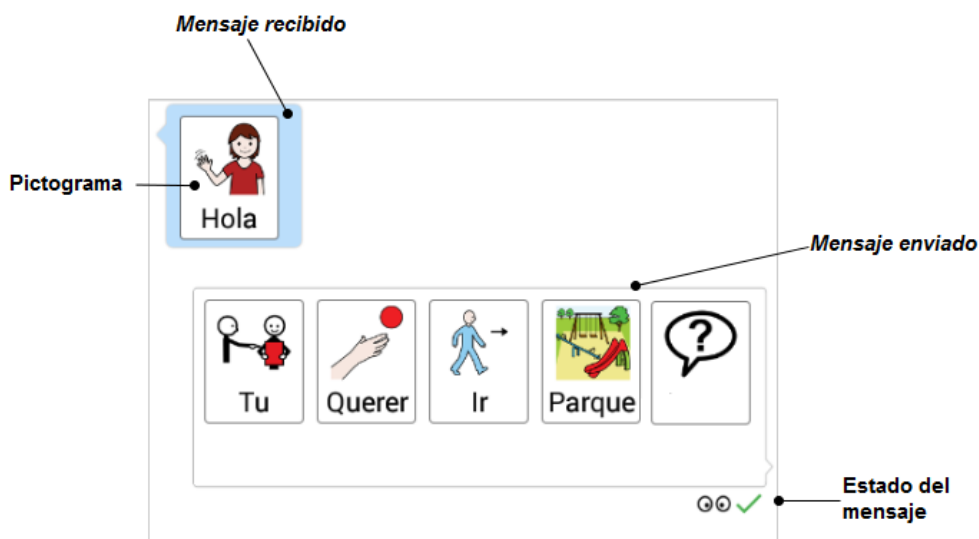 Mensaje recibido
Pictograma
Hola
Mensaje enviado
Tu Querer Ir Parque ?
Estado del
mensaje